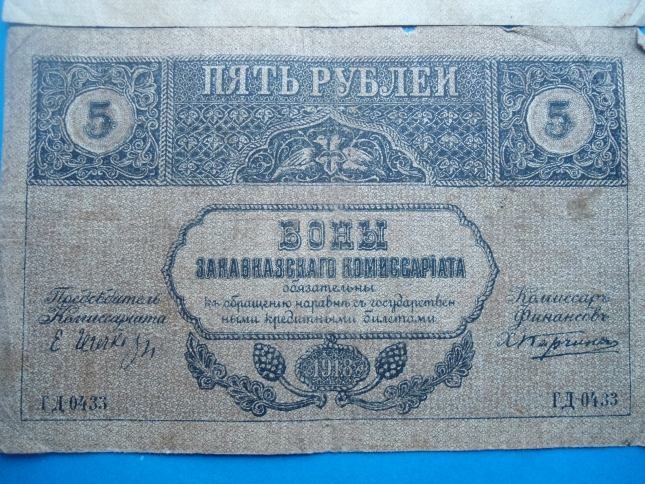 ПЯТЬ РУБЛЕЙ
5 5
БОНЫ
ЗАКАВКАЗСКАГО КОМИССАРІАТА
обязательны
къ обращенію наравнѣ съ государствен
ными кредитными билетами.
Предсѣдатель
Комиссаріата
Комиссаръ
Финансовъ
1918
ГД-0433 ГД-0433